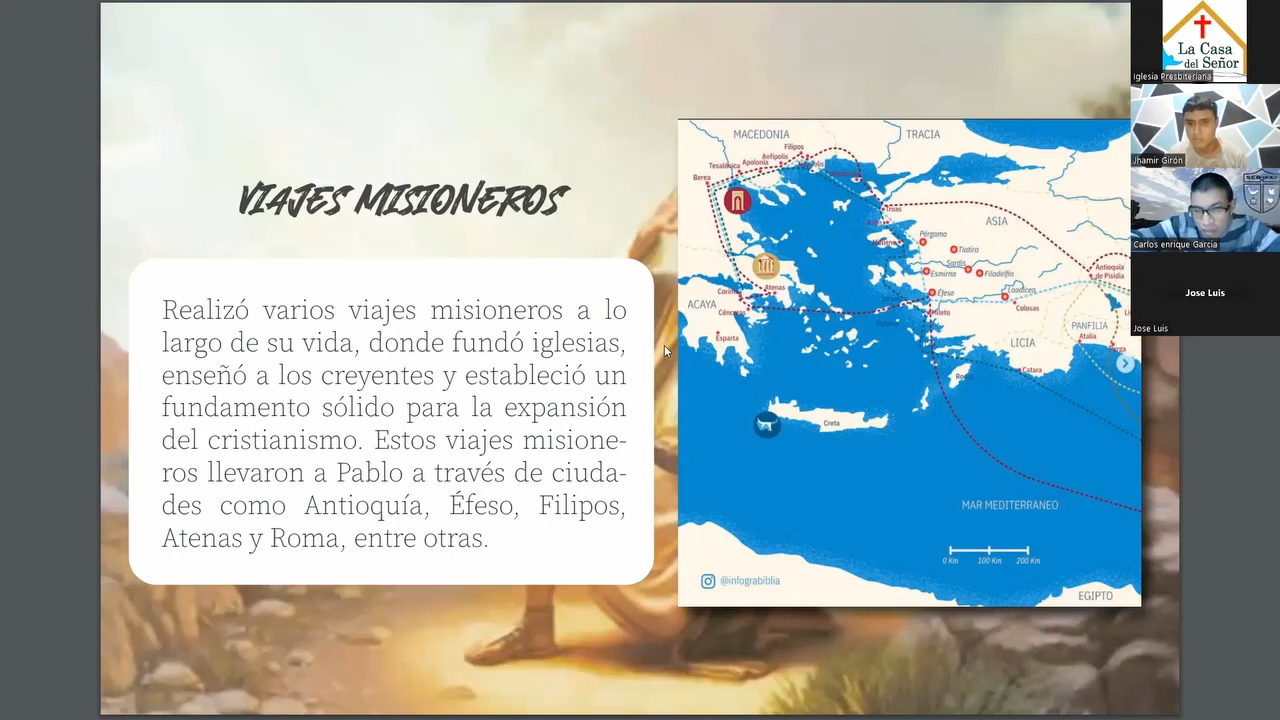 VIAJES MISIONEROS
Realizó varios viajes misioneros a lo
largo de su vida, donde fundó iglesias,
enseñó a los creyentes y estableció un
fundamento sólido para la expansión
del cristianismo. Estos viajes misione-
ros llevaron a Pablo a través de ciuda-
des como Antioquía, Éfeso, Filipos,
Atenas y Roma, entre otras.
MACEDONIA
TRACIA
Filipos
Anfípolis
Apolonia
Tesalónica
Berea
Troas
ASIA
Pérgamo
Tiatira
Sardis
Esmirna
Filadelfia
Antioquía
de Pisidia
Éfeso
Laodicea
Colosas
Mileto
Atenas
ACAYA
Esparta
PANFILIA
Atalia
LICIA
Creta
MAR MEDITERRANEO
0 Km
100 Km
200 Km
@infograbiblia
EGIPTO
La Casa
del Señor
Iglesia Presbiteriana
Jhamir Girón
Carlos enrique Garcia
Jose Luis
Jose Luis